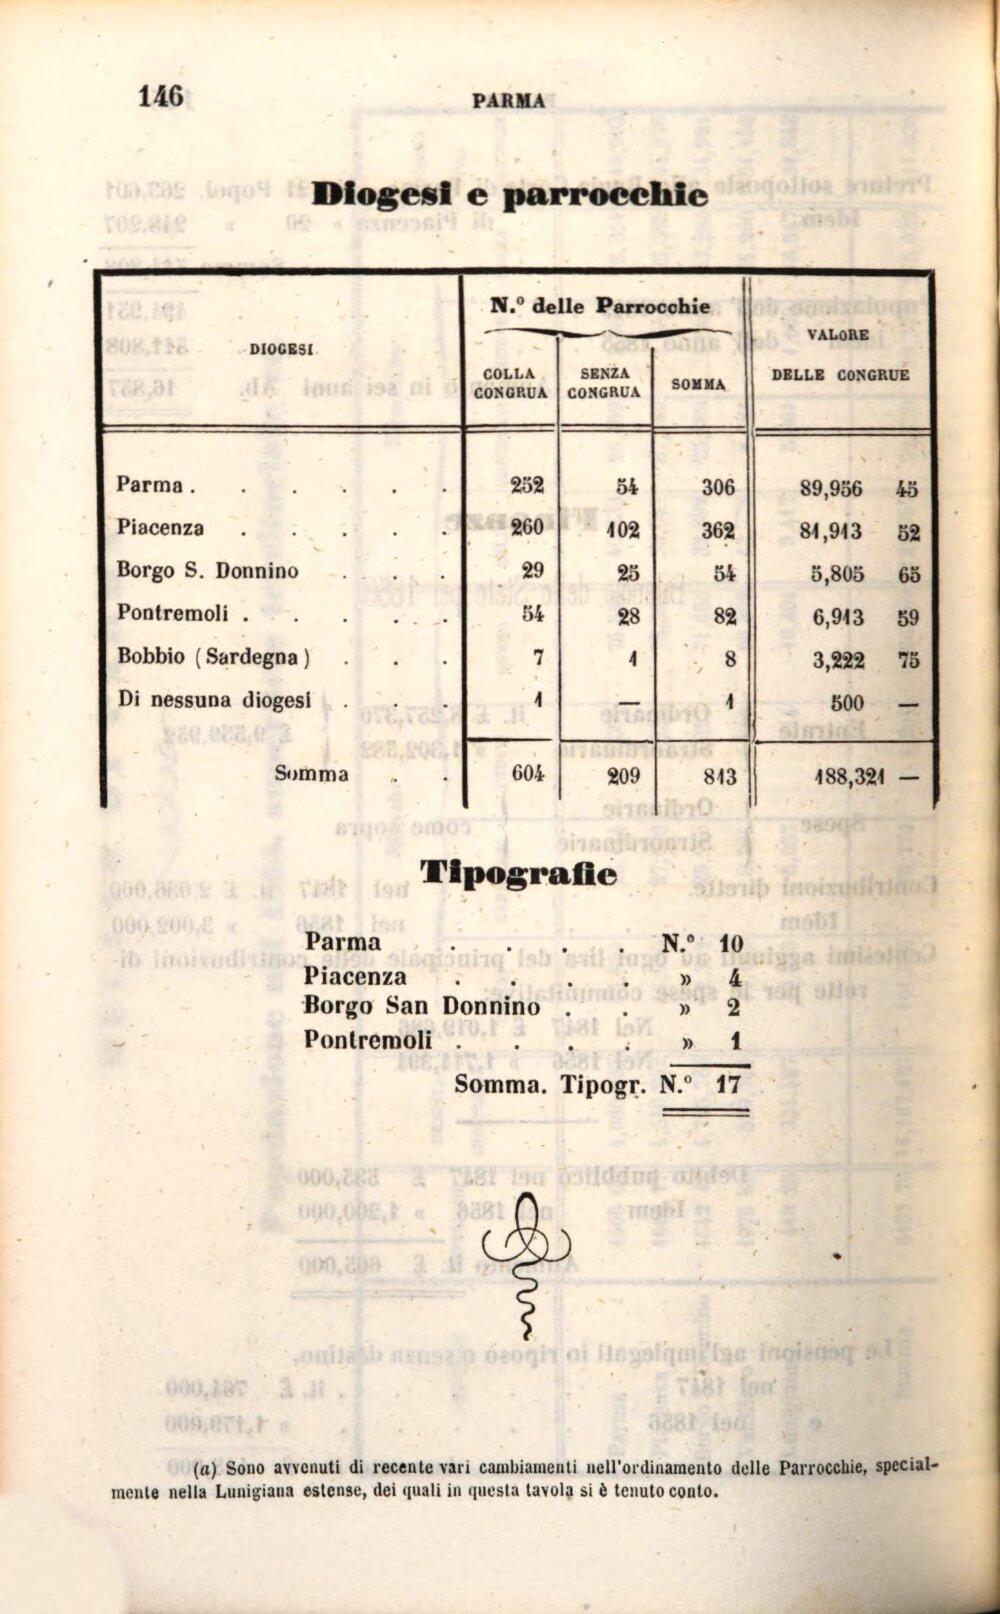 146
PARMA
Diogesi e parrocchie
DIOGESI
N.º delle Parrocchie
COLLA CONGRUA
SENZA CONGRUA
SOMMA
VALORE
DELLE CONGRUE
Parma . . . . . . 252 54 306 89,956 45
Piacenza . . . . . 260 102 362 81,913 52
Borgo S. Donnino . . . 29 25 54 5,805 65
Pontremoli . . . . . . 54 28 82 6,913 59
Bobbio (Sardegna) . . . 7 1 8 3,222 75
Di nessuna diogesi . . . 1 — 1 500 —
Somma . . 604 209 813 188,321 —
Tipografie
Parma . . . . N.º 10
Piacenza . . . . » 4
Borgo San Donnino . . » 2
Pontremoli . . . . » 1
Somma. Tipogr. N.º 17
(a) Sono avvenuti di recente vari cambiamenti nell'ordinamento delle Parrocchie, special-
mente nella Lunigiana estense, dei quali in questa tavola si è tenuto conto.